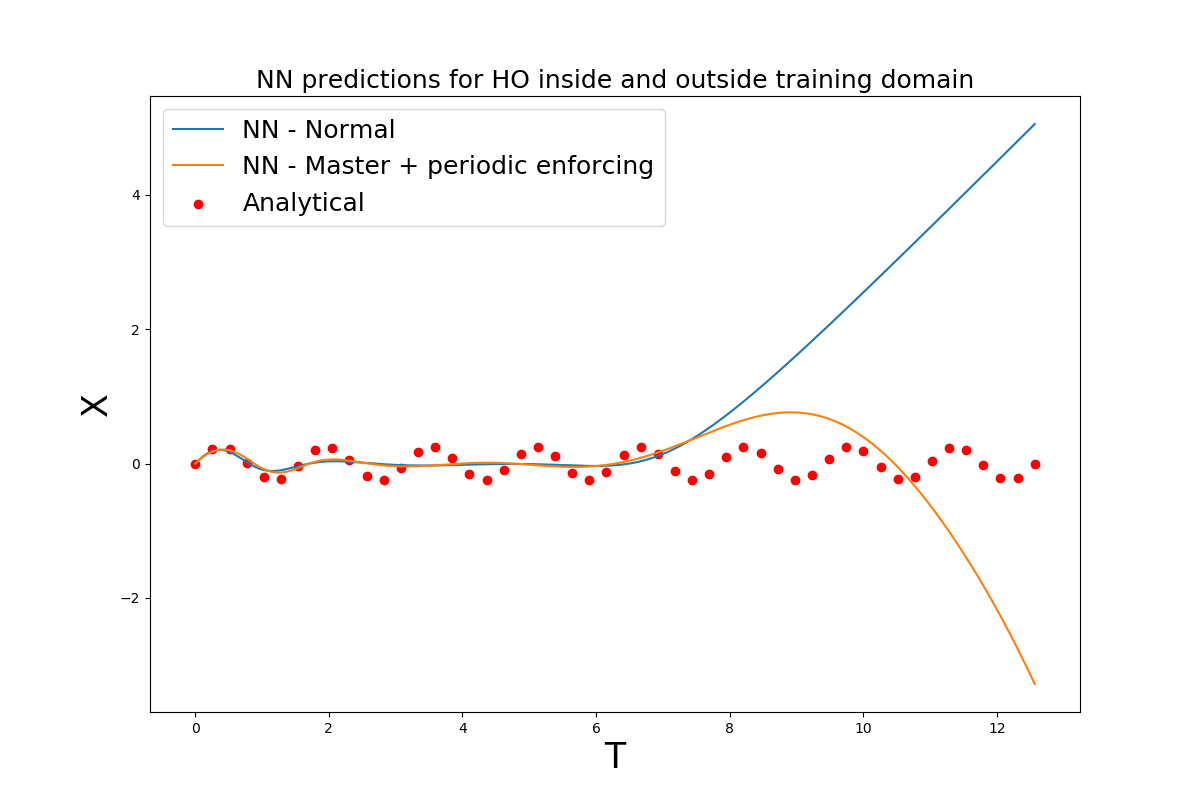 NN predictions for HO inside and outside training domain
NN - Normal
NN - Master + periodic enforcing
Analytical
X
4
2
0
−2
0 2 4 6 8 10 12
T